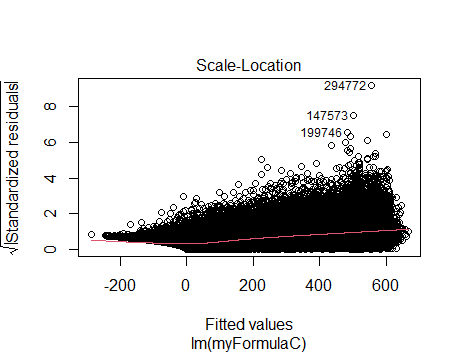 Scale-Location
√|Standardized residuals|
8
6
4
2
0
294772
147573
199746
-200 0 200 400 600
Fitted values
lm(myFormulaC)